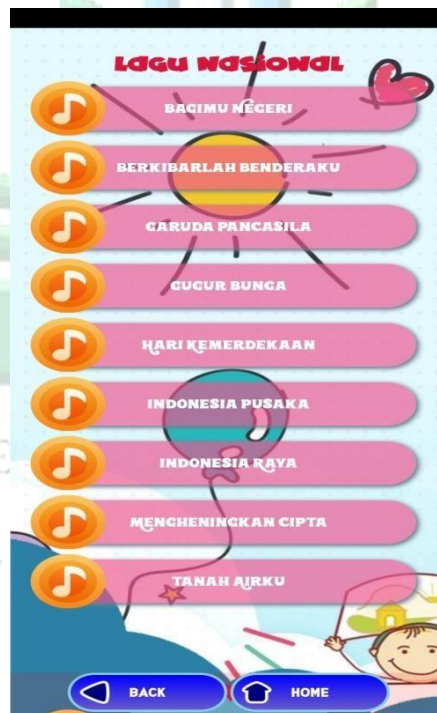 LAGU NASIONAL
BAGIMU NEGERI
BERKIBARLAH BENDERAKU
GARUDA PANCASILA
GUGUR BUNGA
HARI KEMERDEKAAN
INDONESIA PUSAKA
INDONESIA RAYA
MENGHENINGKAN CIPTA
TANAH AIRKU
BACK
HOME